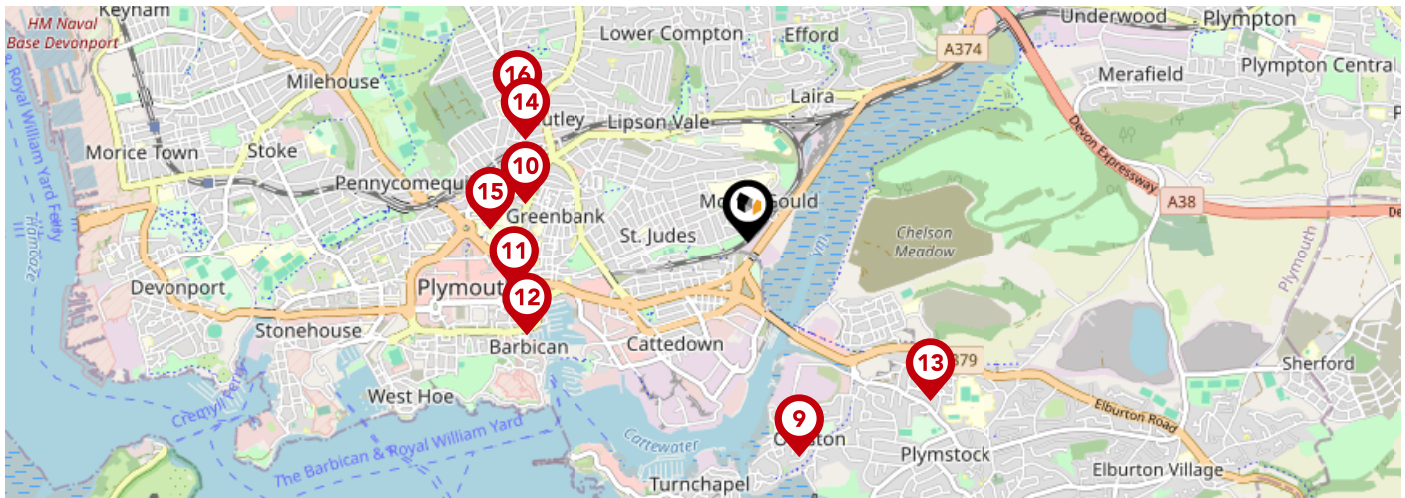 Keyham
HM Naval
Base Devonport
Lower Compton
Efford
Underwood
Plympton
A374
Milehouse
Merafield
Plympton Central
16
14
Laira
Lipson Vale
Morice Town
Stoke
10
15
Devon Expressway
A38
Greenbank
St. Judes
Chelson
Meadow
Royal William Yard Ferry
Hamoaze
11
Plymouth
Devonport
12
Stonehouse
Barbican
Cattedown
13
Sherford
West Hoe
Cremyll Ferry
Elburton Road
9
The Barbican & Royal William Yard
Cattewater
Plymstock
Elburton Village
Turnchapel